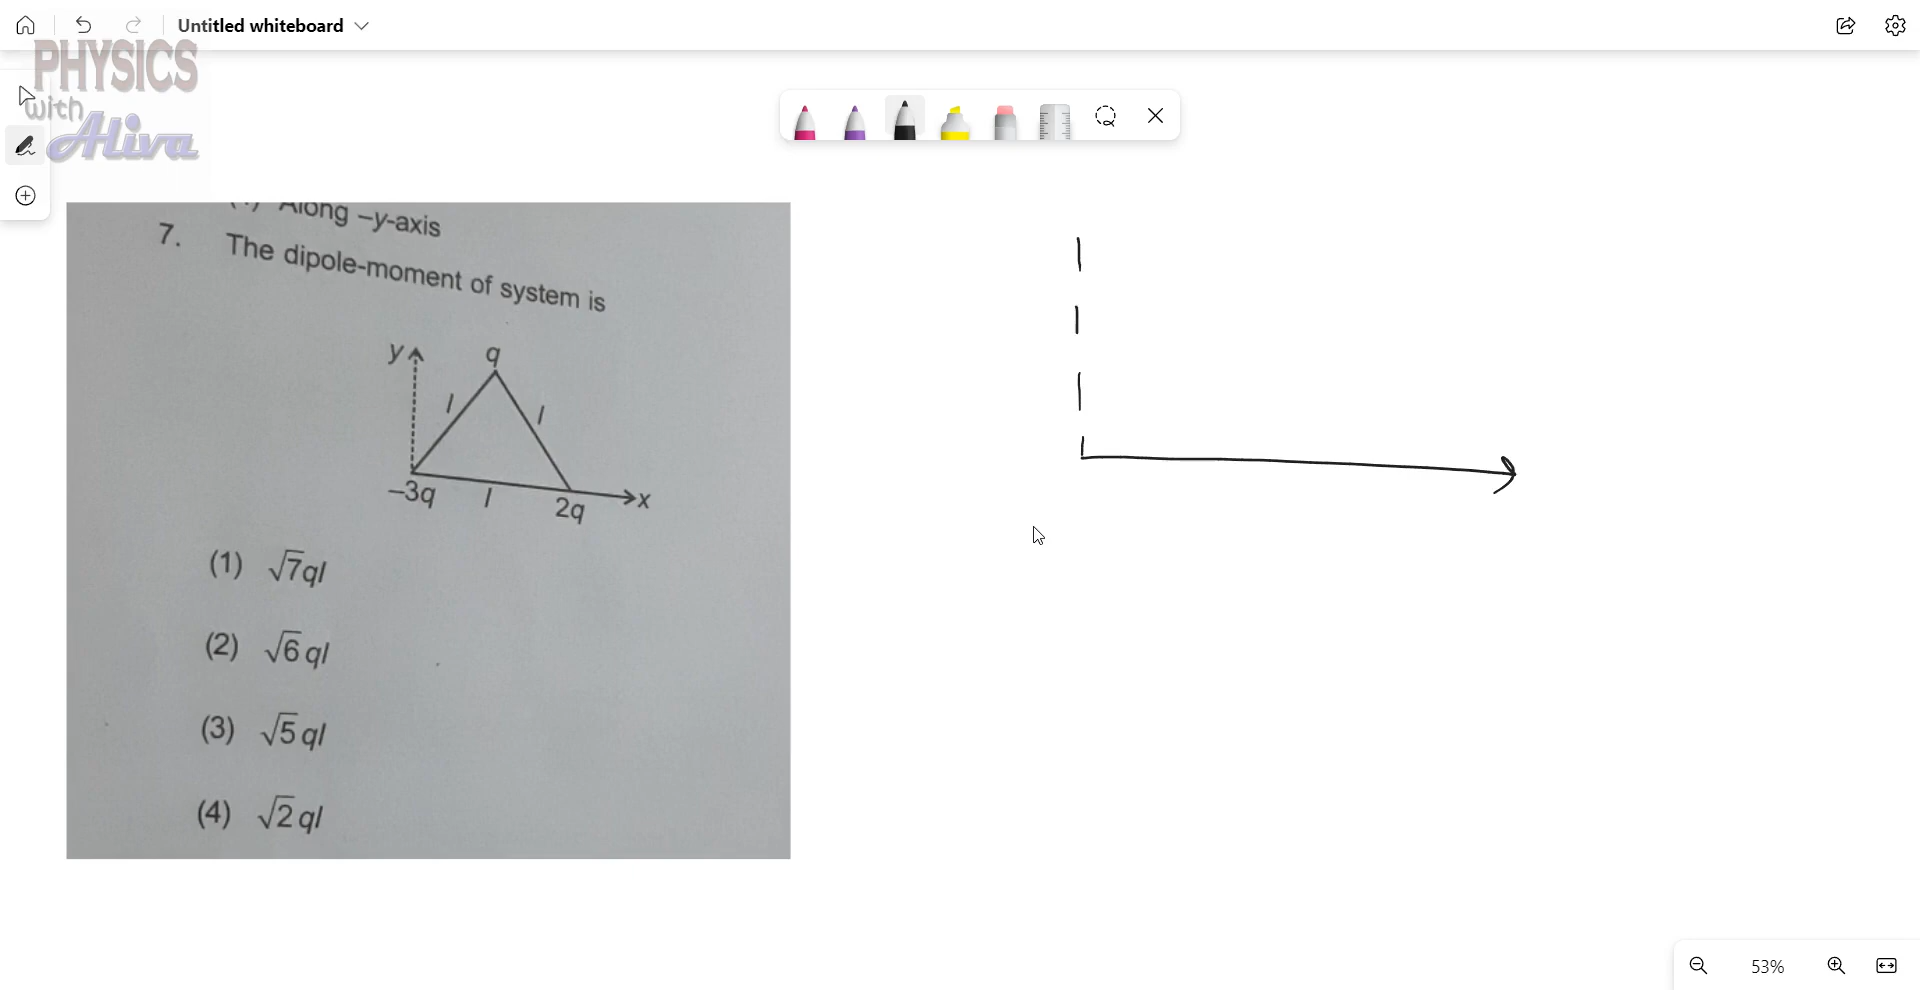 Untitled whiteboard
PHYSICS
with
Aliva
Along –y-axis
7. The dipole-moment of system is
y
q
l
l
–3q
l
2q
x
(1) √7ql
(2) √6ql
(3) √5ql
(4) √2ql
53%